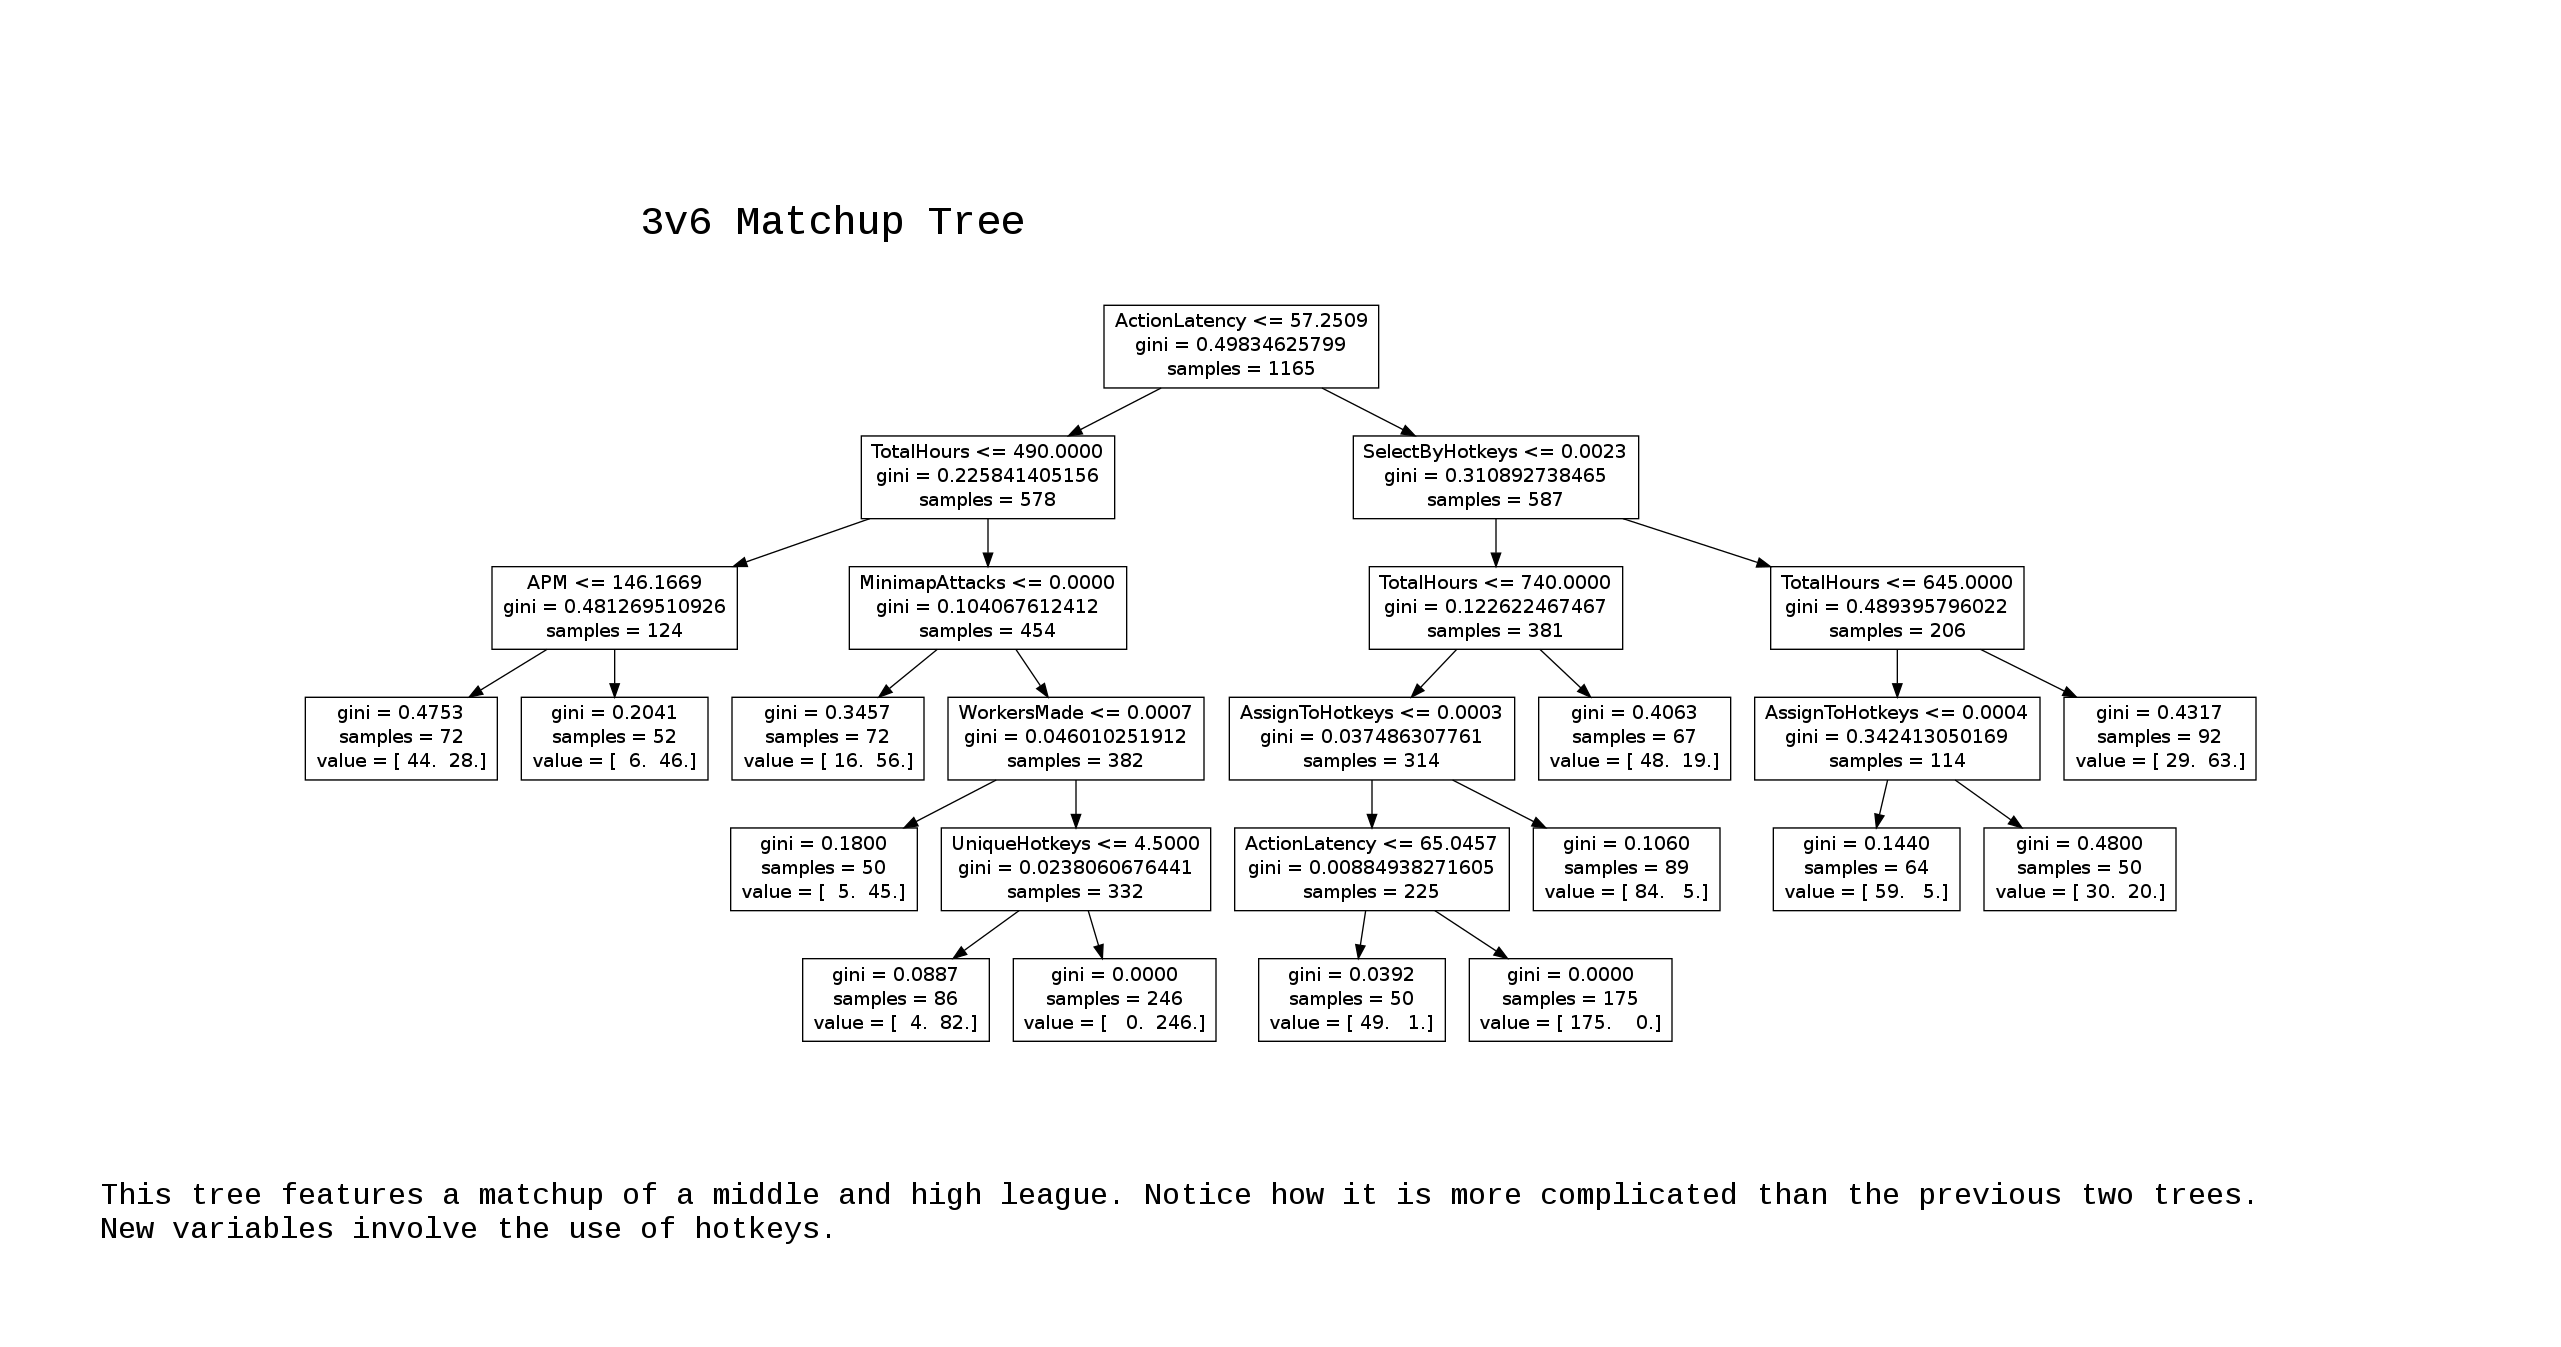 3v6 Matchup Tree
ActionLatency <= 57.2509
gini = 0.49834625799
samples = 1165
TotalHours <= 490.0000
gini = 0.225841405156
samples = 578
SelectByHotkeys <= 0.0023
gini = 0.310892738465
samples = 587
APM <= 146.1669
gini = 0.481269510926
samples = 124
MinimapAttacks <= 0.0000
gini = 0.104067612412
samples = 454
TotalHours <= 740.0000
gini = 0.122622467467
samples = 381
TotalHours <= 645.0000
gini = 0.489395796022
samples = 206
gini = 0.4753
samples = 72
value = [ 44.  28.]
gini = 0.2041
samples = 52
value = [  6.  46.]
gini = 0.3457
samples = 72
value = [ 16.  56.]
WorkersMade <= 0.0007
gini = 0.046010251912
samples = 382
AssignToHotkeys <= 0.0003
gini = 0.037486307761
samples = 314
gini = 0.4063
samples = 67
value = [ 48.  19.]
AssignToHotkeys <= 0.0004
gini = 0.342413050169
samples = 114
gini = 0.4317
samples = 92
value = [ 29.  63.]
gini = 0.1800
samples = 50
value = [  5.  45.]
UniqueHotkeys <= 4.5000
gini = 0.0238060676441
samples = 332
ActionLatency <= 65.0457
gini = 0.00884938271605
samples = 225
gini = 0.1060
samples = 89
value = [ 84.   5.]
gini = 0.1440
samples = 64
value = [ 59.   5.]
gini = 0.4800
samples = 50
value = [ 30.  20.]
gini = 0.0887
samples = 86
value = [  4.  82.]
gini = 0.0000
samples = 246
value = [   0.  246.]
gini = 0.0392
samples = 50
value = [ 49.   1.]
gini = 0.0000
samples = 175
value = [ 175.    0.]
This tree features a matchup of a middle and high league. Notice how it is more complicated than the previous two trees.
New variables involve the use of hotkeys.